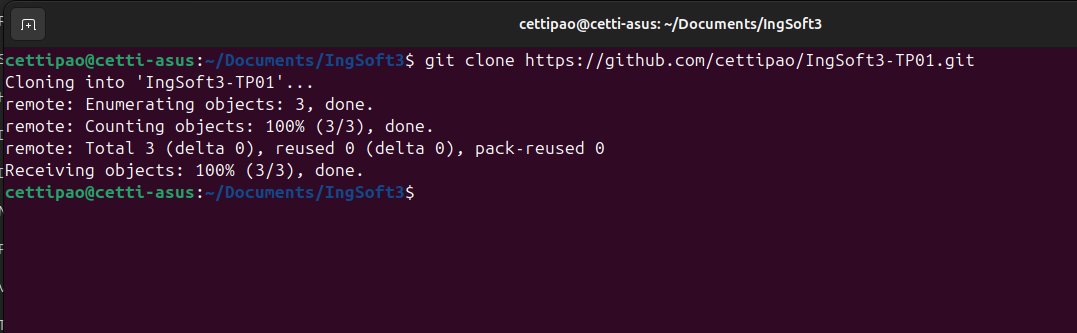 cettipao@cetti-asus: ~/Documents/IngSoft3
cettipao@cetti-asus:~/Documents/IngSoft3$ git clone https://github.com/cettipao/IngSoft3-TP01.git
Cloning into 'IngSoft3-TP01'...
remote: Enumerating objects: 3, done.
remote: Counting objects: 100% (3/3), done.
remote: Total 3 (delta 0), reused 0 (delta 0), pack-reused 0
Receiving objects: 100% (3/3), done.
cettipao@cetti-asus:~/Documents/IngSoft3$